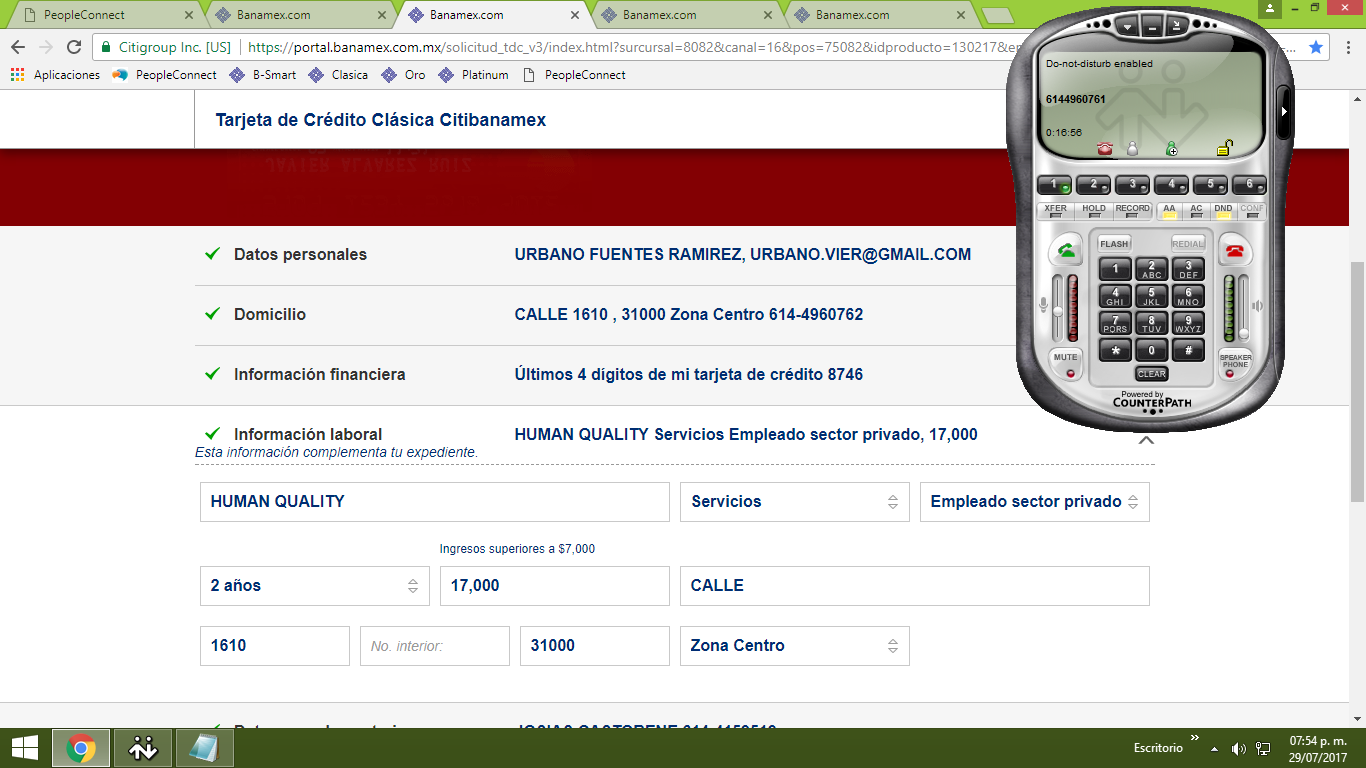 PeopleConnect
Banamex.com
Banamex.com
Banamex.com
Banamex.com
Citigroup Inc. [US]
https://portal.banamex.com.mx/solicitud_tdc_v3/index.html?surcursal=8082&canal=16&pos=75082&idproducto=130217&er
Aplicaciones
PeopleConnect
B-Smart
Clasica
Oro
Platinum
PeopleConnect
Tarjeta de Crédito Clásica Citibanamex
JAVIER ALVAREZ RUIZ
Datos personales
URBANO FUENTES RAMIREZ, URBANO.VIER@GMAIL.COM
Domicilio
CALLE 1610 , 31000 Zona Centro 614-4960762
Información financiera
Últimos 4 dígitos de mi tarjeta de crédito 8746
Información laboral
HUMAN QUALITY Servicios Empleado sector privado, 17,000
Esta información complementa tu expediente.
HUMAN QUALITY
Servicios
Empleado sector privado
Ingresos superiores a $7,000
2 años
17,000
CALLE
1610
No. interior:
31000
Zona Centro
Do-not-disturb enabled
6144960761
0:16:56
1 2 3 4 5 6
XFER HOLD RECORD AA AC DND CONF
FLASH REDIAL
1 2 ABC 3 DEF
4 GHI 5 JKL 6 MNO
7 PQRS 8 TUV 9 WXYZ
* 0 #
MUTE
CLEAR
SPEAKER PHONE
Powered by
COUNTERPATH
Escritorio
07:54 p. m.
29/07/2017